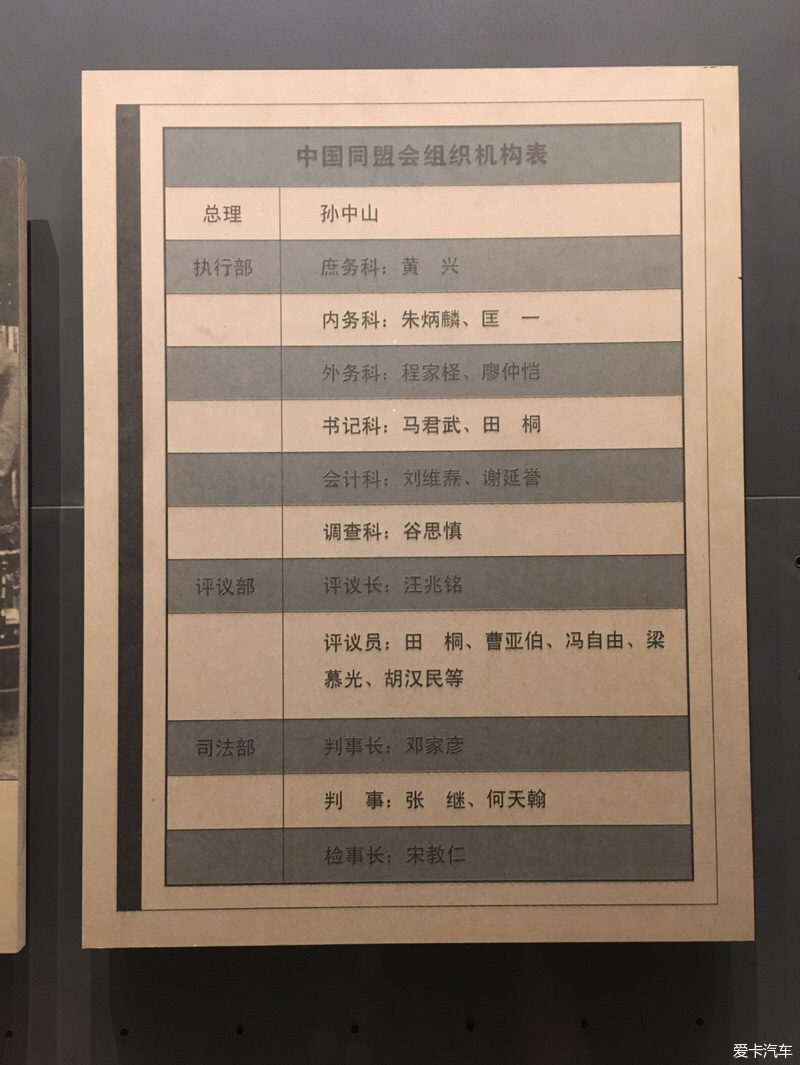 中国同盟会组织机构表
总理 孙中山
执行部 庶务科：黄 兴
内务科：朱炳麟、匡 一
外务科：程家柽、廖仲恺
书记科：马君武、田 桐
会计科：刘维焘、谢延誉
调查科：谷思慎
评议部 评议长：汪兆铭
评议员：田 桐、曹亚伯、冯自由、梁
慕光、胡汉民等
司法部 判事长：邓家彦
判 事：张 继、何天翰
检事长：宋教仁
爱卡汽车